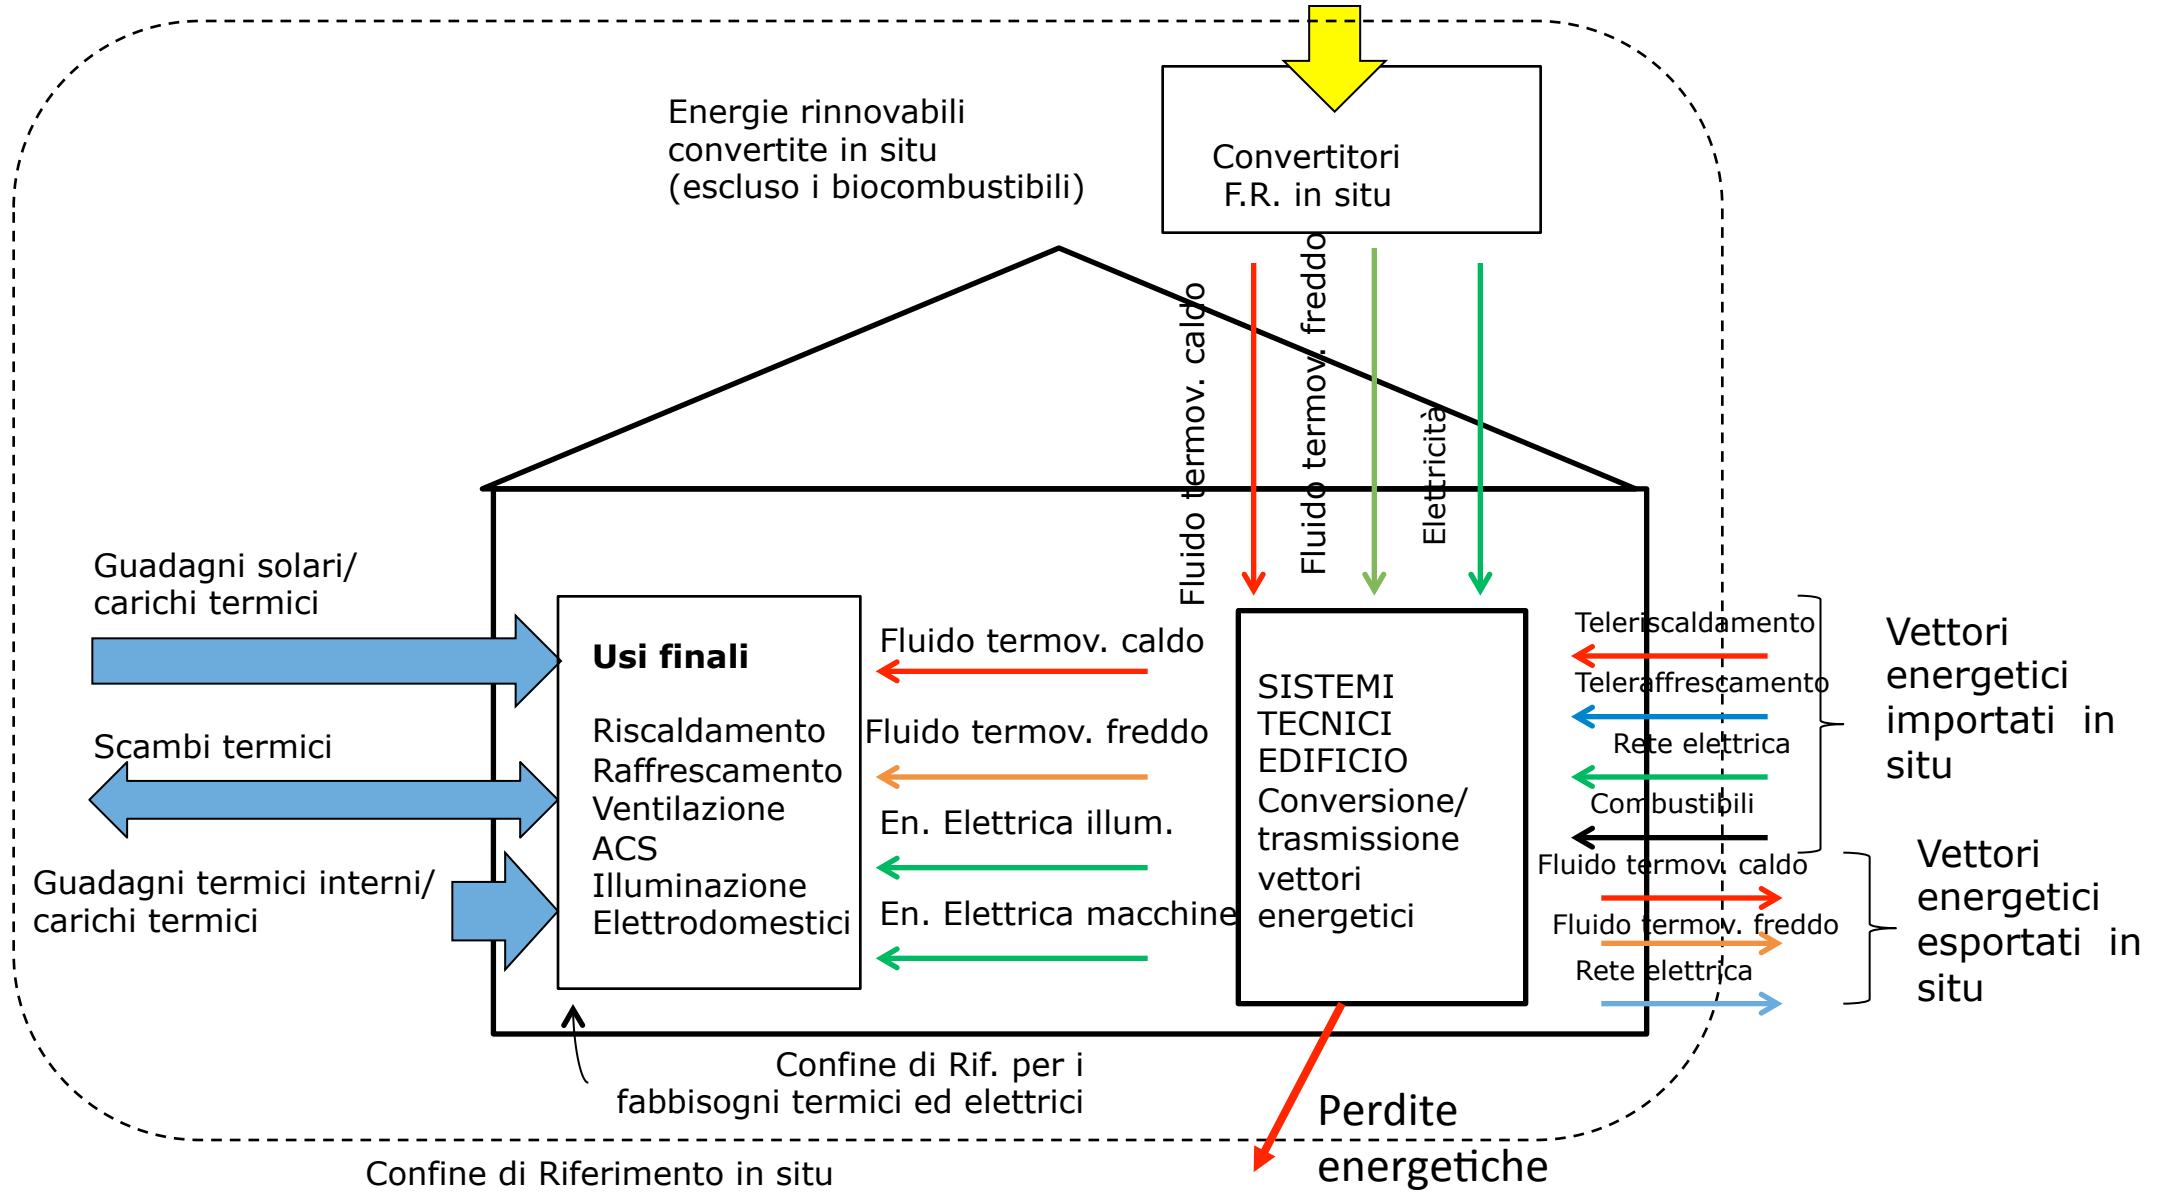 Energie rinnovabili
convertite in situ
(escluso i biocombustibili)
Convertitori
F.R. in situ
Fluido termov. caldo
Fluido termov. freddo
Elettricità
Guadagni solari/
carichi termici
Scambi termici
Guadagni termici interni/
carichi termici
Usi finali
Riscaldamento
Raffrescamento
Ventilazione
ACS
Illuminazione
Elettrodomestici
Fluido termov. caldo
Fluido termov. freddo
En. Elettrica illum.
En. Elettrica macchine
SISTEMI
TECNICI
EDIFICIO
Conversione/
trasmissione
vettori
energetici
Teleriscaldamento
Teleraffrescamento
Rete elettrica
Combustibili
Fluido termov. caldo
Fluido termov. freddo
Rete elettrica
Vettori
energetici
importati in
situ
Vettori
energetici
esportati in
situ
Confine di Rif. per i
fabbisogni termici ed elettrici
Perdite
energetiche
Confine di Riferimento in situ